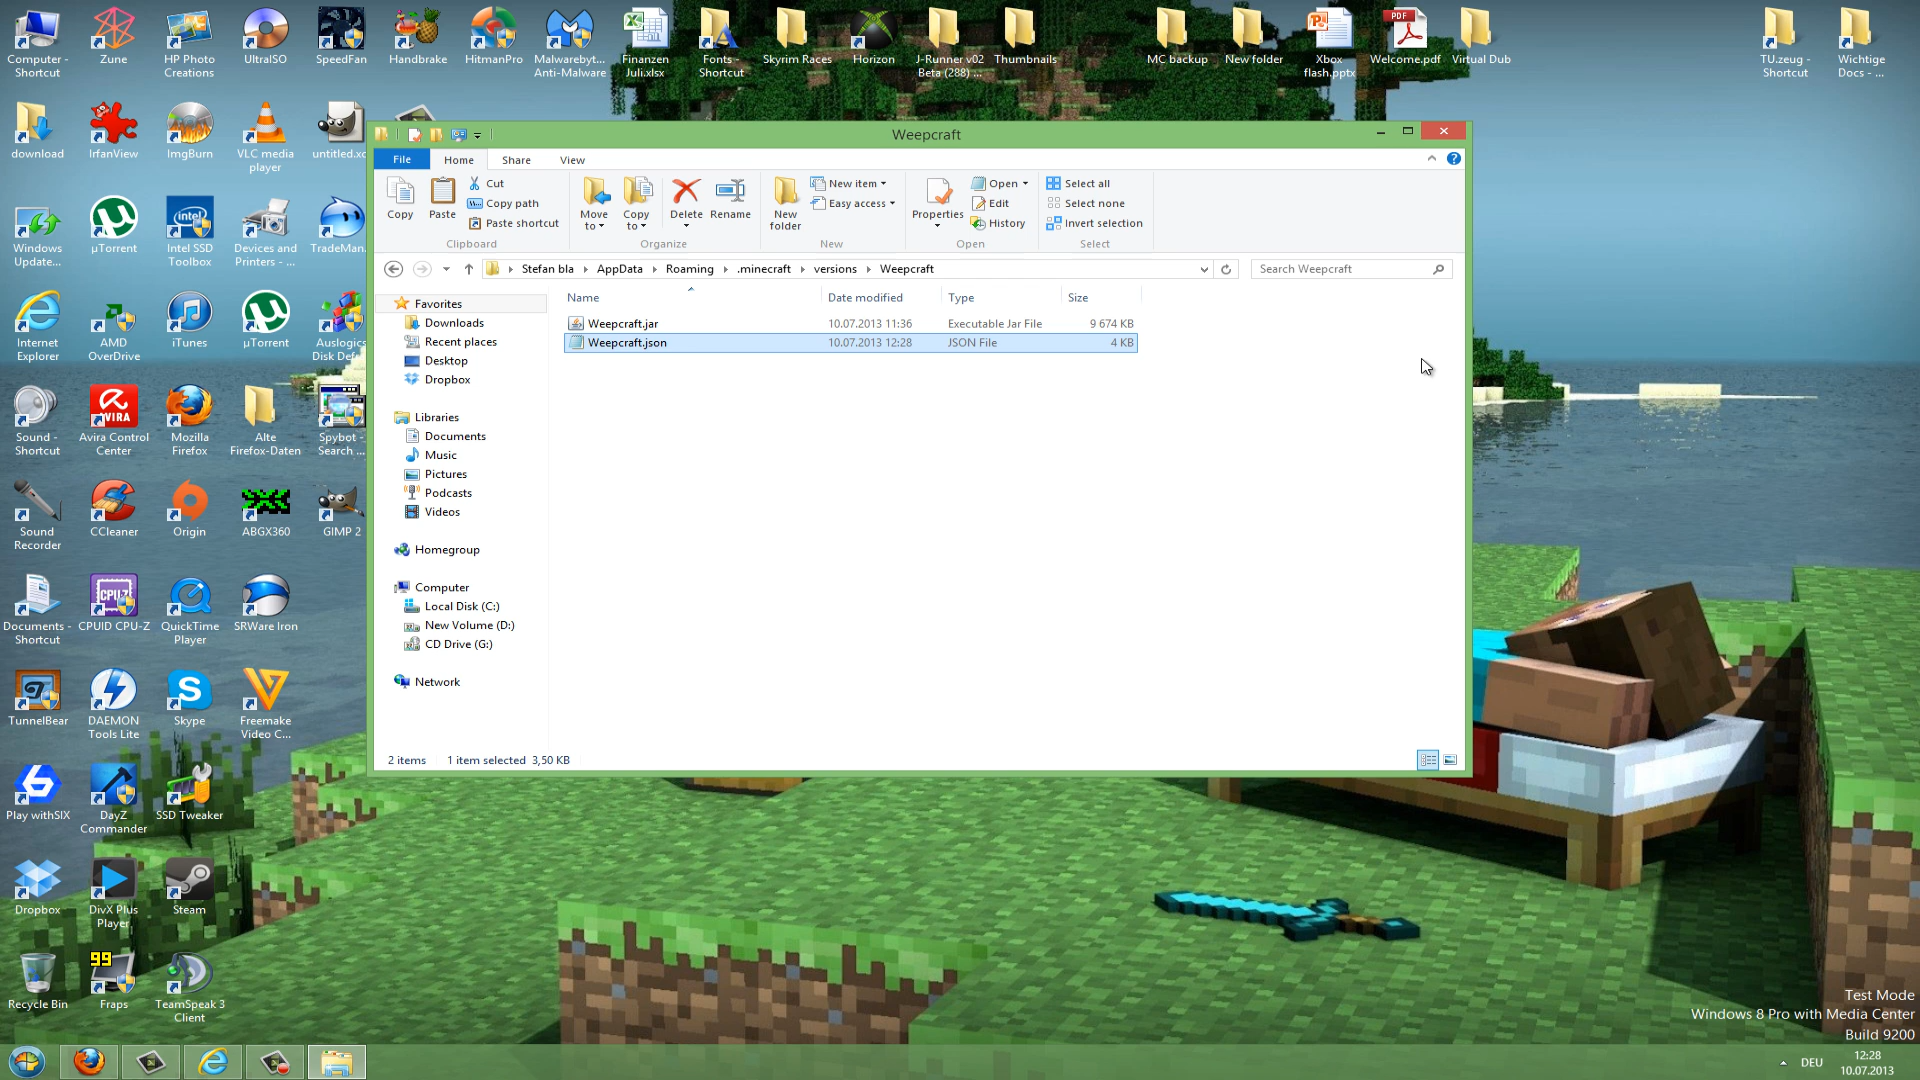 Computer - Shortcut
Zune
HP Photo Creations
UltraISO
SpeedFan
Handbrake
HitmanPro
Malwarebyt... Anti-Malware
Finanzen Juli.xlsx
Fonts - Shortcut
Skyrim Races
Horizon
J-Runner v02 Beta (288) ...
Thumbnails
MC backup
New folder
Xbox flash.pptx
PDF
Welcome.pdf
Virtual Dub
TU.zeug - Shortcut
Wichtige Docs - ...
download
IrfanView
ImgBurn
VLC media player
untitled.xc
Windows Update...
µTorrent
intel
Intel SSD Toolbox
Devices and Printers - ...
TradeMan.
Internet Explorer
AMD OverDrive
iTunes
µTorrent
Auslogics Disk Def
Sound - Shortcut
AVIRA
Avira Control Center
Mozilla Firefox
Alte Firefox-Daten
Spybot - Search ...
Sound Recorder
CCleaner
Origin
ABGX360
GIMP 2
Documents - Shortcut
CPU-Z
CPUID CPU-Z
QuickTime Player
SRWare Iron
TunnelBear
DAEMON Tools Lite
Skype
Freemake Video C...
Play withSIX
DayZ Commander
SSD Tweaker
Dropbox
DivX Plus Player
Steam
Recycle Bin
99
Fraps
TeamSpeak 3 Client
Weepcraft
File
Home
Share
View
Copy
Paste
Cut
Copy path
Paste shortcut
Clipboard
Move to
Copy to
Delete
Rename
Organize
New folder
New item
Easy access
New
Properties
Open
Edit
History
Open
Select all
Select none
Invert selection
Select
Stefan bla
AppData
Roaming
.minecraft
versions
Weepcraft
Search Weepcraft
Favorites
Downloads
Recent places
Desktop
Dropbox
Libraries
Documents
Music
Pictures
Podcasts
Videos
Homegroup
Computer
Local Disk (C:)
New Volume (D:)
CD Drive (G:)
Network
Name Date modified Type Size
Weepcraft.jar 10.07.2013 11:36 Executable Jar File 9 674 KB
Weepcraft.json 10.07.2013 12:28 JSON File 4 KB
2 items 1 item selected 3,50 KB
Test Mode
Windows 8 Pro with Media Center
Build 9200
DEU
12:28
10.07.2013